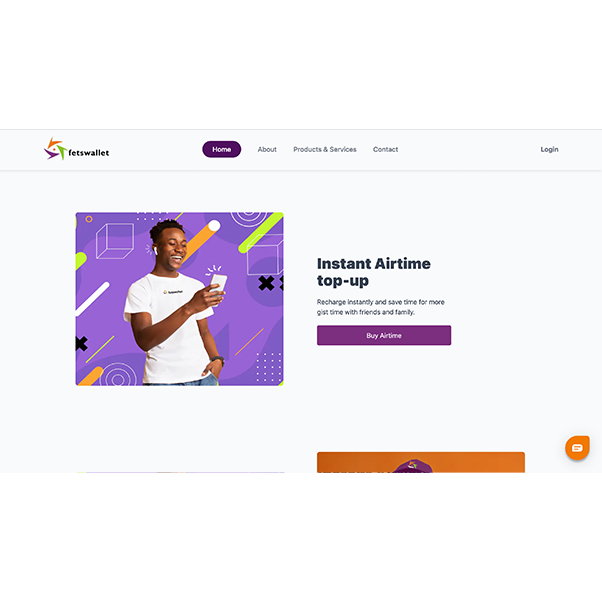 fetswallet
Home
About
Products & Services
Contact
Login
Instant Airtime
top-up
Recharge instantly and save time for more
gist time with friends and family.
Buy Airtime